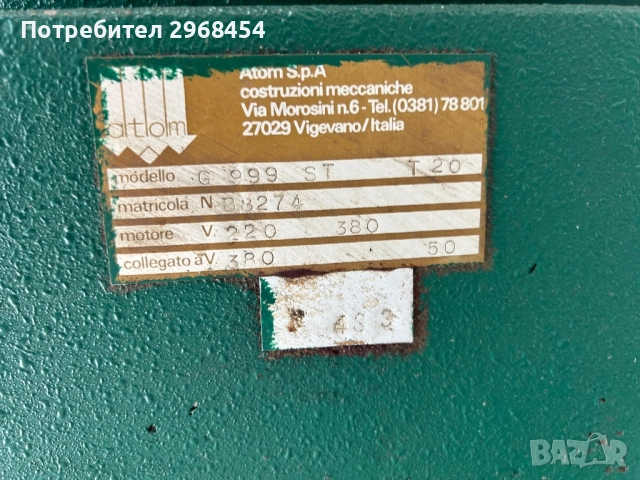 Потребител 2968454
Atom S.p.A
costruzioni meccaniche
Via Morosini n.6 - Tel. (0381) 78 801
27029 Vigevano / Italia
atom
modello G 999 ST T 20
matricola N 88274
motore V. 220 380
collegato a V. 380 50
BAZAR